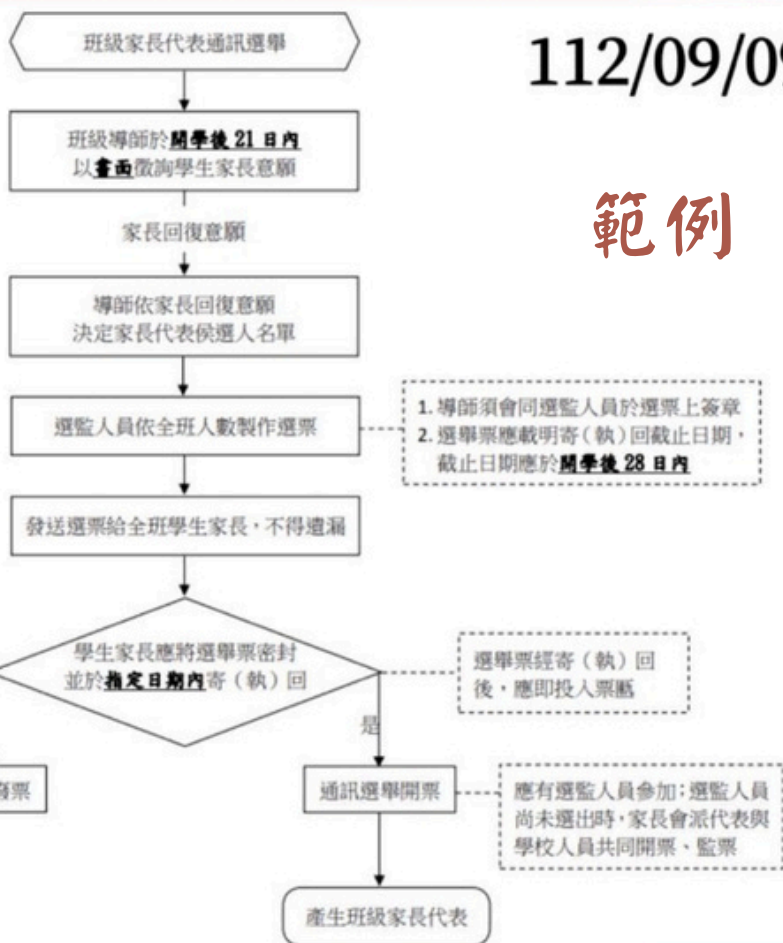 班級家長代表通訊選舉
112/09/09
範例
班級導師於開學後 21 日內
以書面徵詢學生家長意願
家長回復意願
導師依家長回復意願
決定家長代表侯選人名單
選監人員依全班人數製作選票
1. 導師須會同選監人員於選票上簽章
2. 選舉票應載明寄(執)回截止日期,
截止日期應於開學後 28 日內
發送選票給全班學生家長,不得遺漏
學生家長應將選舉票密封
並於指定日期內寄(執)回
選舉票經寄(執)回
後,應即投入票匭
是
廢票
通訊選舉開票
應有選監人員參加;選監人員
尚未選出時,家長會派代表與
學校人員共同開票、監票
產生班級家長代表